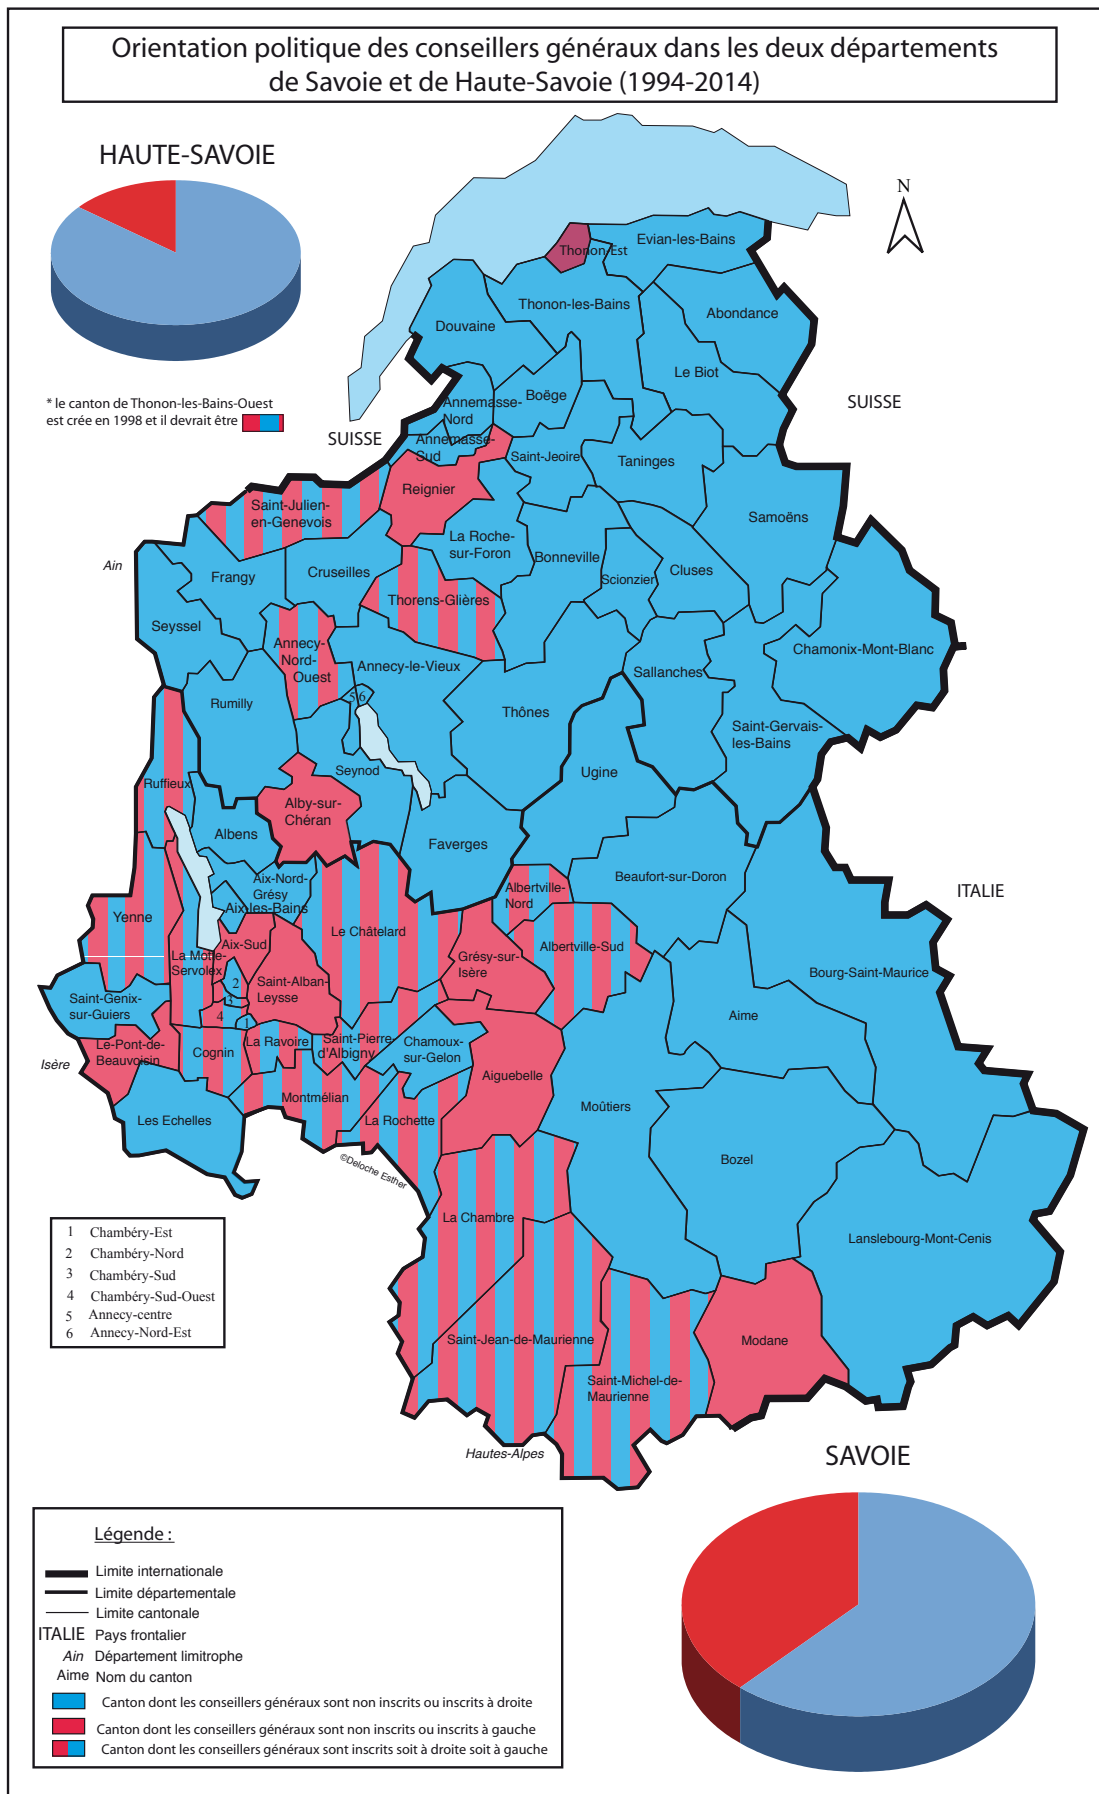 Orientation politique des conseillers généraux dans les deux départements
de Savoie et de Haute-Savoie (1994-2014)
HAUTE-SAVOIE
N
* le canton de Thonon-les-Bains-Ouest
est crée en 1998 et il devrait être
SUISSE
SUISSE
ITALIE
Ain
Isère
Hautes-Alpes
Thonon-Est
Evian-les-Bains
Thonon-les-Bains
Abondance
Douvaine
Le Biot
Boëge
Annemasse-
Nord
Annemasse-
Sud
Saint-Jeoire
Taninges
Reignier
Saint-Julien-
en-Genevois
Samoëns
La Roche-
sur-Foron
Bonneville
Cluses
Scionzier
Frangy
Cruseilles
Thorens-Glières
Seyssel
Annecy-
Nord-
Ouest
Annecy-le-Vieux
Chamonix-Mont-Blanc
Sallanches
5
6
Rumilly
Thônes
Saint-Gervais-
les-Bains
Seynod
Ugine
Ruffieux
Alby-sur-
Chéran
Albens
Faverges
Aix-Nord-
Grésy
Aix-les-Bains
Beaufort-sur-Doron
Albertville-
Nord
Yenne
Le Châtelard
Albertville-Sud
Aix-Sud
La Motte-
Servolex
Grésy-sur-
Isère
Saint-Alban-
Leysse
2
3
4
1
Bourg-Saint-Maurice
Saint-Genix-
sur-Guiers
Aime
Le-Pont-de-
Beauvoisin
Cognin
La Ravoire
Saint-Pierre-
d'Albigny
Chamoux-
sur-Gelon
Aiguebelle
Moûtiers
Les Echelles
Montmélian
La Rochette
Bozel
©Deloche Esther
La Chambre
Lanslebourg-Mont-Cenis
Saint-Jean-de-Maurienne
Modane
Saint-Michel-de-
Maurienne
1 Chambéry-Est
2 Chambéry-Nord
3 Chambéry-Sud
4 Chambéry-Sud-Ouest
5 Annecy-centre
6 Annecy-Nord-Est
SAVOIE
Légende :
Limite internationale
Limite départementale
Limite cantonale
ITALIE Pays frontalier
Ain Département limitrophe
Aime Nom du canton
Canton dont les conseillers généraux sont non inscrits ou inscrits à droite
Canton dont les conseillers généraux sont non inscrits ou inscrits à gauche
Canton dont les conseillers généraux sont inscrits soit à droite soit à gauche